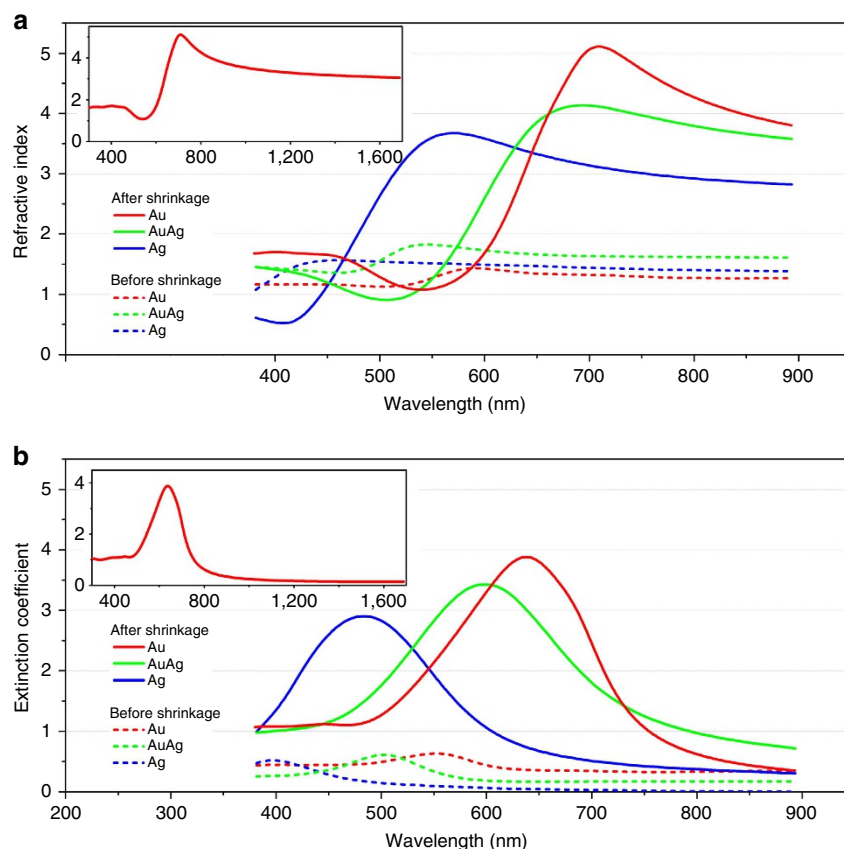 a
5
4
3
2
1
0
Refractive index
4
2
0
400 800 1,200 1,600
After shrinkage
Au
AuAg
Ag
Before shrinkage
Au
AuAg
Ag
400 500 600 700 800 900
Wavelength (nm)
b
5
4
3
2
1
0
Extinction coefficient
4
2
0
400 800 1,200 1,600
After shrinkage
Au
AuAg
Ag
Before shrinkage
Au
AuAg
Ag
200 300 400 500 600 700 800 900
Wavelength (nm)